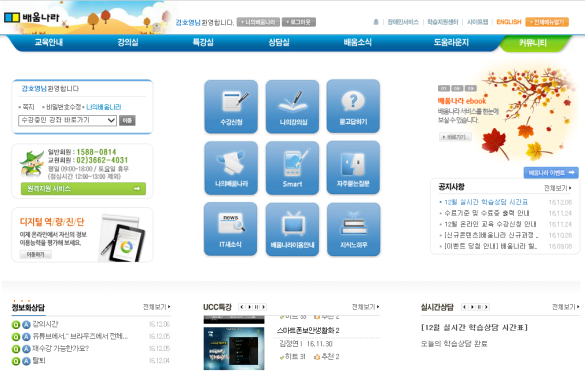 배움나라
강호영님 환영합니다.
나의배움나라
로그아웃
홈 | 장애인서비스 | 학습지원센터 | 사이트맵
ENGLISH
전체메뉴열기
교육안내
강의실
특강실
상담실
배움소식
도움라운지
커뮤니티
강호영님환영합니다
쪽지
비밀번호수정
나의배움나라
수강중인 강좌 바로가기
이동
일반회원 : 1588-0814
교원회원 : 02)3662-4031
평일 09:00~18:00 / 토요일 휴무
(점심시간 12:00~13:00 제외)
원격지원 서비스
디지털 역/량/진/단
이제 온라인에서 자신의 정보
이용능력을 평가해 보세요.
이동하기
수강신청
나의강의실
묻고답하기
나의배움나라
Smart
자주묻는질문
news
IT새소식
배움나라이용안내
지식노하우
배움나라 ebook
배움나라 서비스를 한눈에
보실 수 있습니다.
바로가기
배움나라 이벤트
공지사항
전체보기
12월 실시간 학습상담 시간표
16.12.08
수료기준 및 수료증 출력 안내
16.12.01
12월 온라인 교육 수강신청 안내
16.12.01
[신규콘텐츠]배움나라 신규과정 ..
[이벤트 당첨 안내] 배움나라 월..
정보화상담
전체보기
Q A 강의시간
16.12.06
Q A 유튜브에서," 브라우즈에서 전체...
16.12.05
Q A 재수강 가능한가요?
16.12.05
Q A 탈퇴
16.12.04
UCC특강
전체보기
스마트폰보안생활화 2
김정연 | 16.11.30
히트 31
추천 2
실시간상담
전체보기
[12월 실시간 학습상담 시간표]
오늘의 학습상담 완료